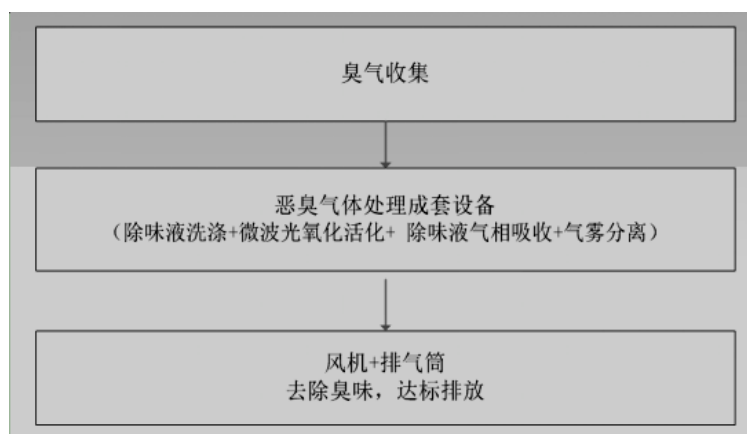 臭气收集
恶臭气体处理成套设备
（除味液洗涤+微波光氧化活化+ 除味液气相吸收+气雾分离）
风机+排气筒
去除臭味，达标排放